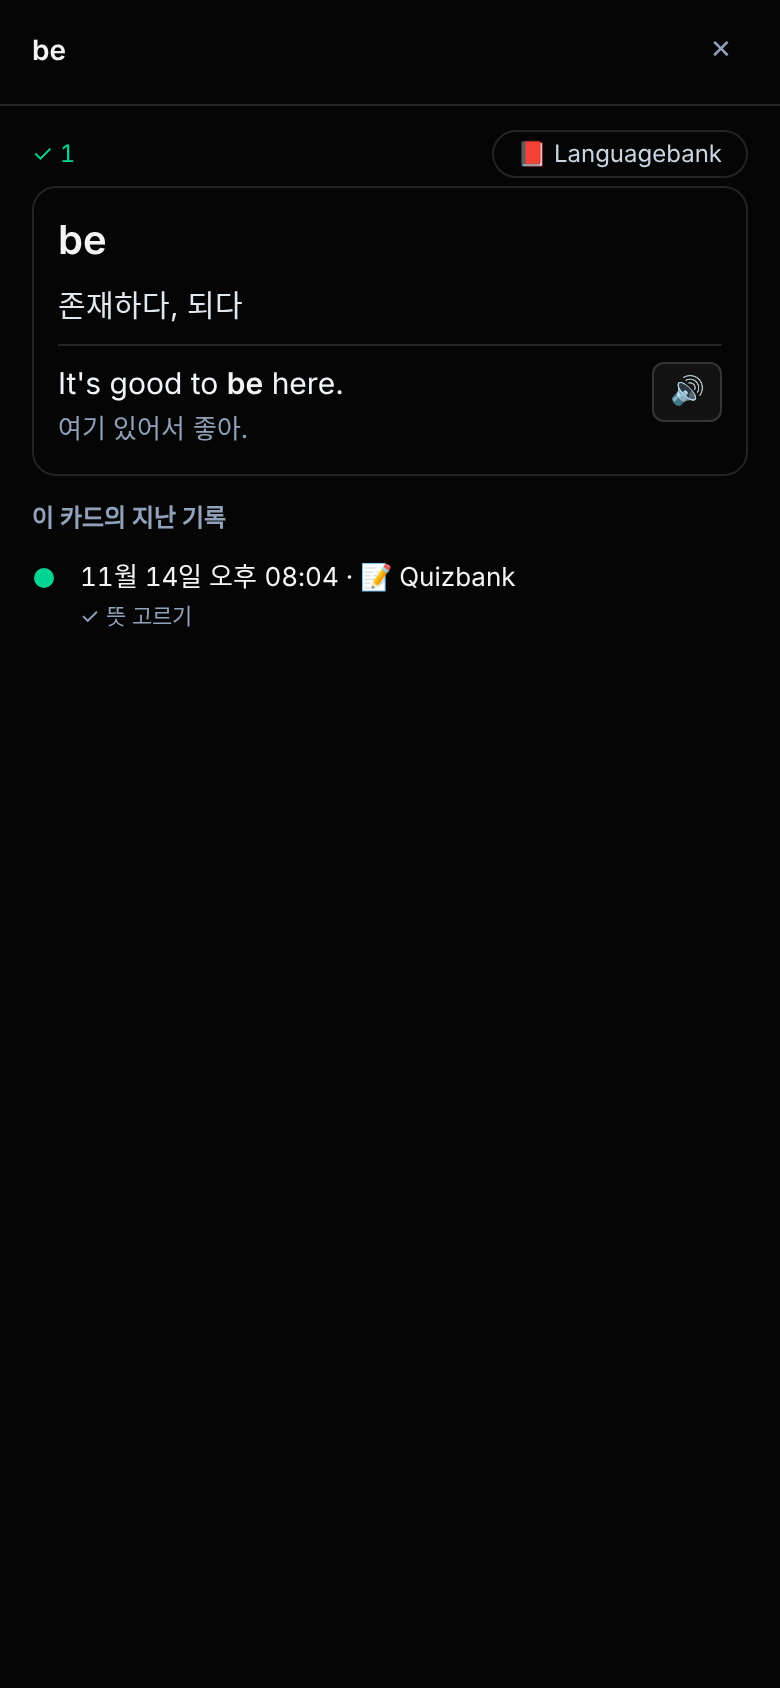 be
✕
✓ 1
📕 Languagebank
be
존재하다, 되다
It's good to be here.
여기 있어서 좋아.
이 카드의 지난 기록
11월 14일 오후 08:04 · 📝 Quizbank
✓ 뜻 고르기